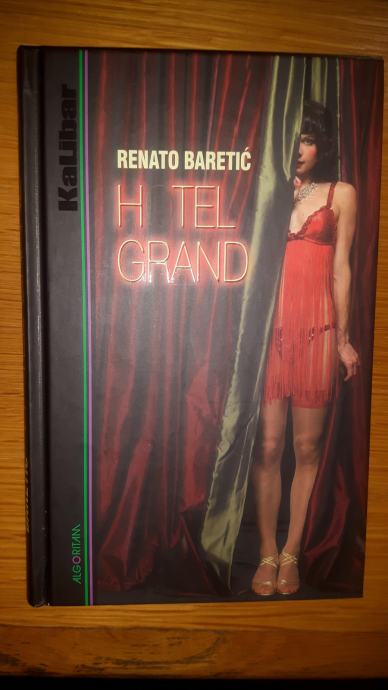 KaLibar
RENATO BARETIĆ
HOTEL
GRAND
ALGORITAM